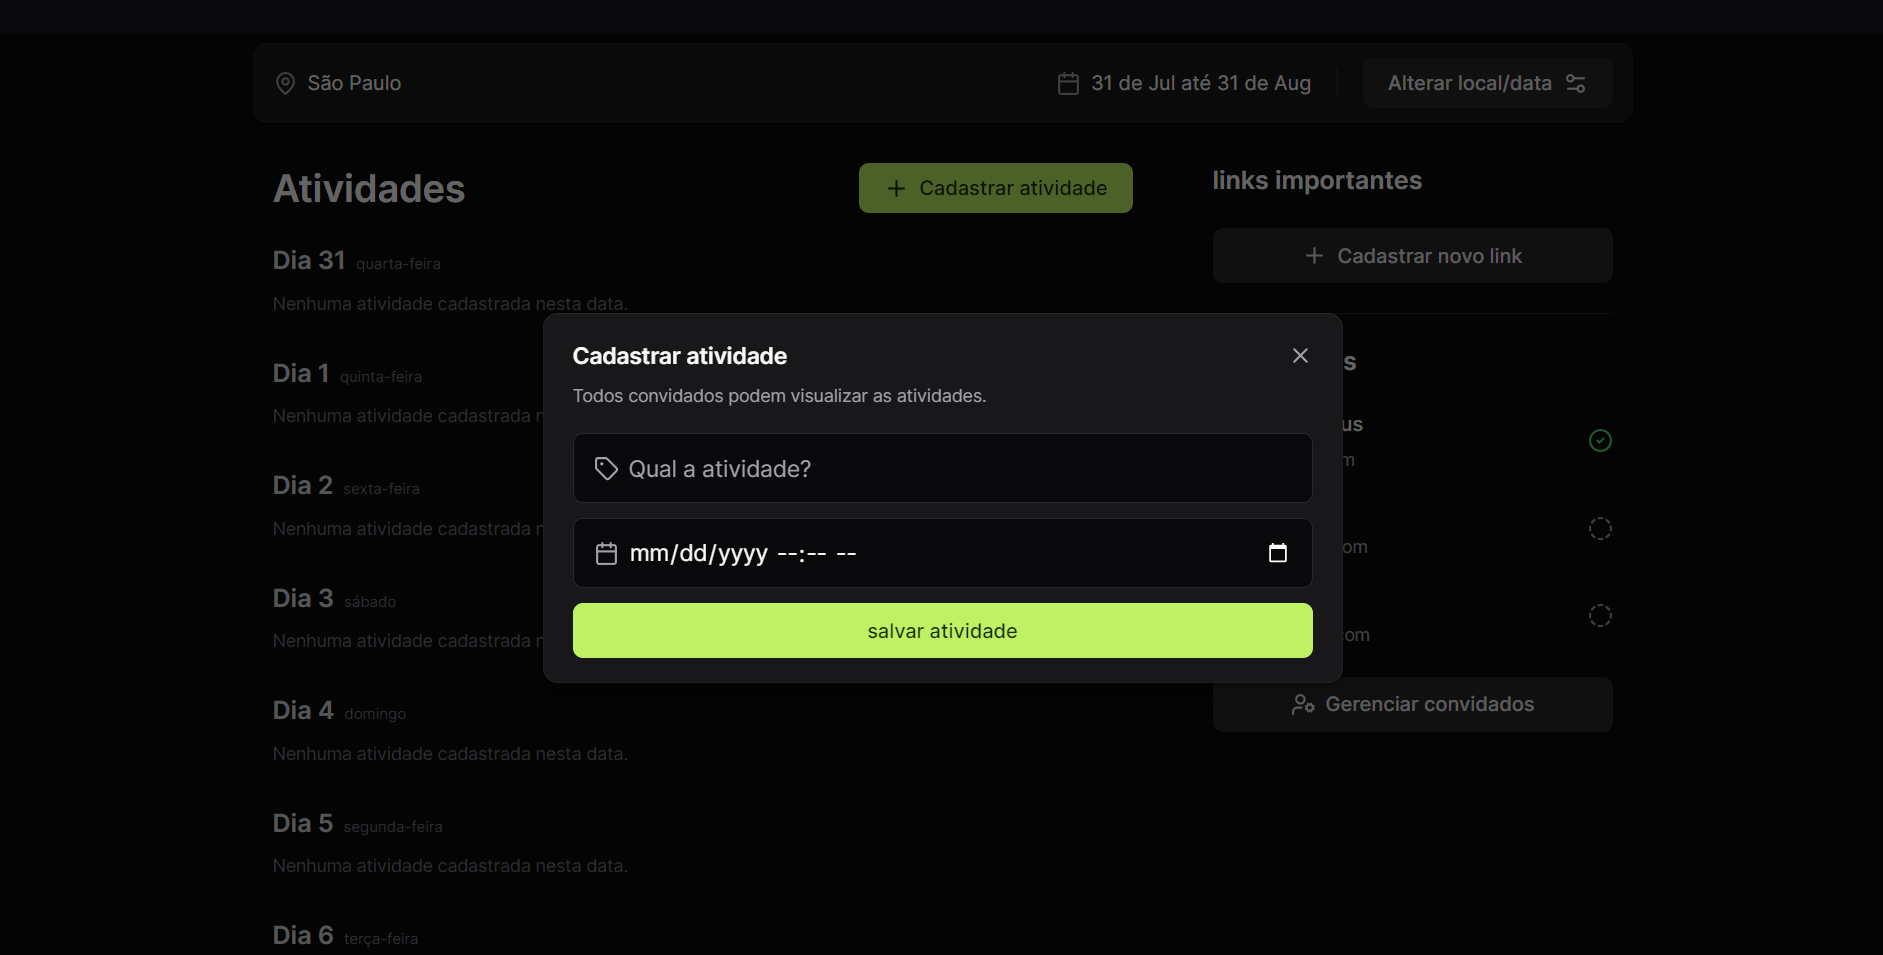 São Paulo
31 de Jul até 31 de Aug
Alterar local/data
Atividades
Cadastrar atividade
Dia 31 quarta-feira
Nenhuma atividade cadastrada nesta data.
Dia 1 quinta-feira
Nenhuma atividade cadastrada
Dia 2 sexta-feira
Nenhuma atividade cadastrada
Dia 3 sábado
Nenhuma atividade cadastrada
Dia 4 domingo
Nenhuma atividade cadastrada nesta data.
Dia 5 segunda-feira
Nenhuma atividade cadastrada nesta data.
Dia 6 terça-feira
Cadastrar atividade
Todos convidados podem visualizar as atividades.
Qual a atividade?
mm/dd/yyyy --:-- --
salvar atividade
links importantes
Cadastrar novo link
Gerenciar convidados